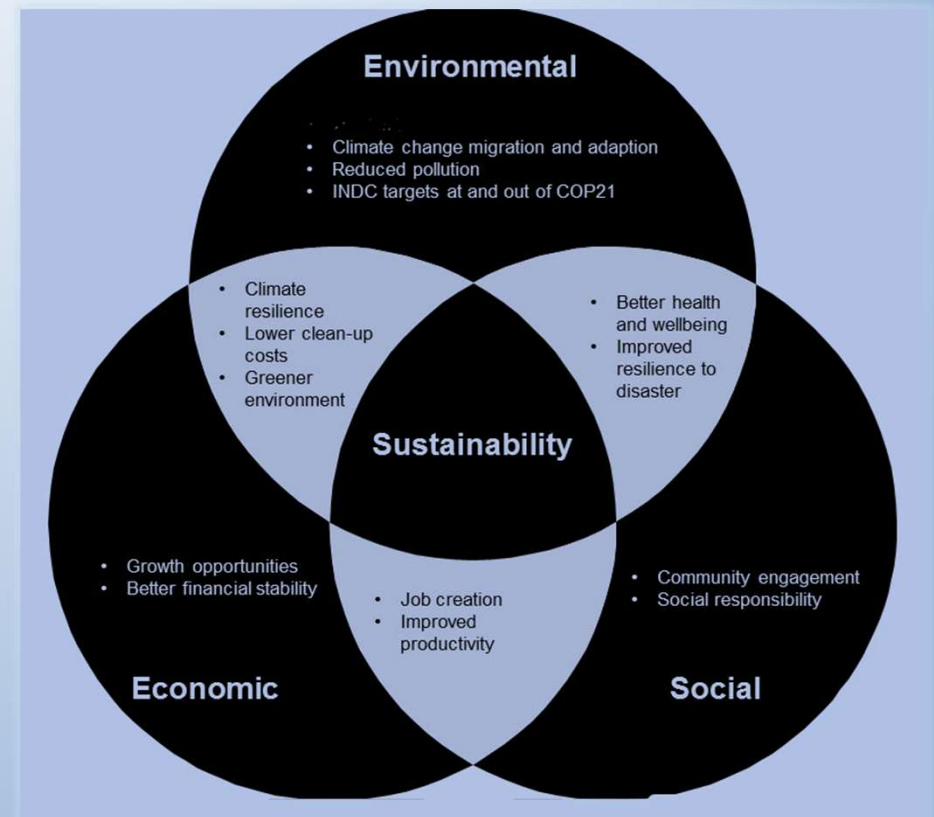 Environmental
• Climate change migration and adaption
• Reduced pollution
• INDC targets at and out of COP21
• Climate
resilience
• Lower clean-up
costs
• Greener
environment
• Better health
and wellbeing
• Improved
resilience to
disaster
Sustainability
• Growth opportunities
• Better financial stability
• Job creation
• Improved
productivity
• Community engagement
• Social responsibility
Economic
Social